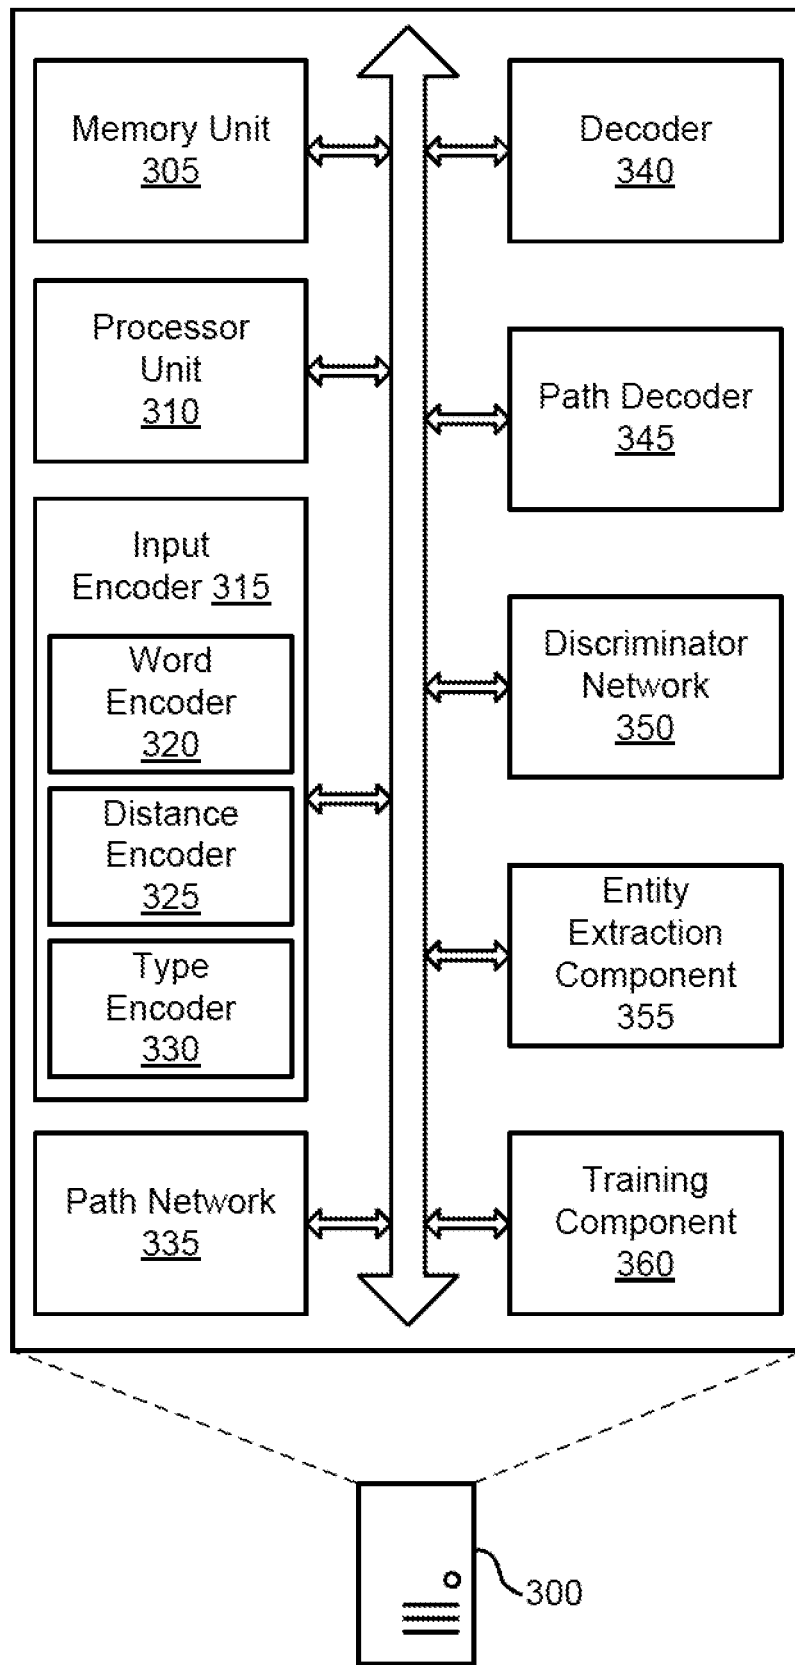 Memory Unit
305
Processor
Unit
310
Input
Encoder 315
Word
Encoder
320
Distance
Encoder
325
Type
Encoder
330
Path Network
335
Decoder
340
Path Decoder
345
Discriminator
Network
350
Entity
Extraction
Component
355
Training
Component
360
300